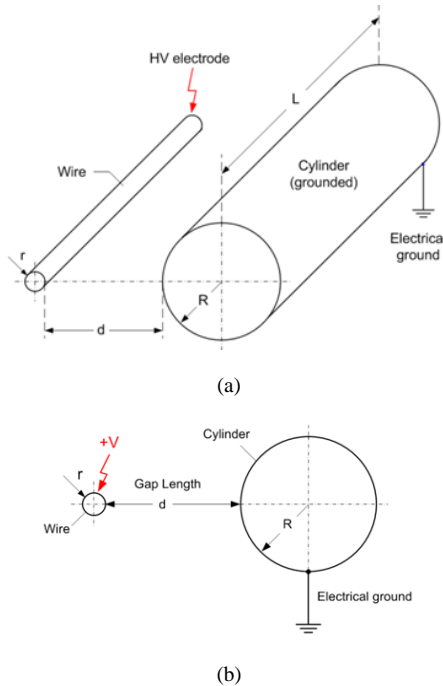 HV electrode
L
Wire
Cylinder
(grounded)
r
Electrica
ground
R
d
(a)
+V
Cylinder
r
Gap Length
d
R
Wire
Electrical ground
(b)